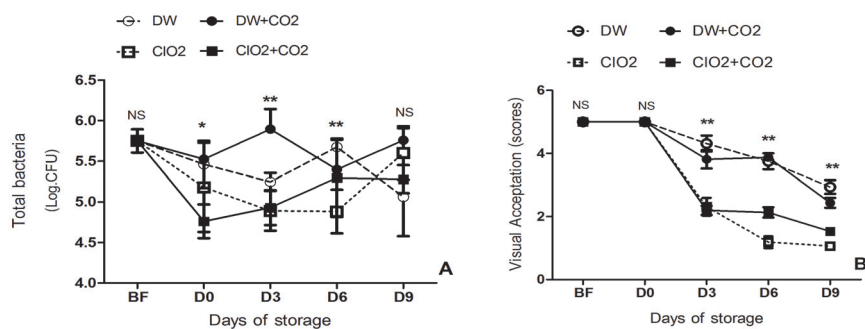 DW DW+CO2
ClO2 ClO2+CO2
6.5
6.0
5.5
5.0
4.5
4.0
Total bacteria
(Log.CFU)
NS * ** ** NS
BF D0 D3 D6 D9
Days of storage
A
DW DW+CO2
ClO2 ClO2+CO2
6
4
2
0
Visual Acceptation (scores)
NS NS ** ** **
BF D0 D3 D6 D9
Days of storage
B